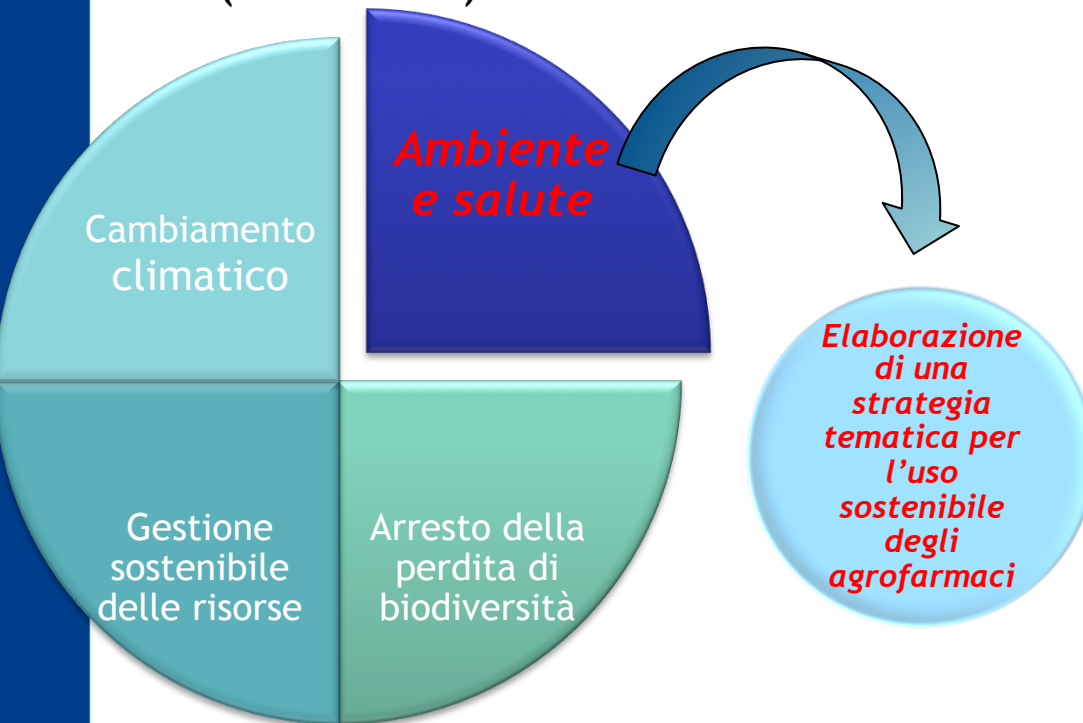 Ambiente
e salute
Cambiamento
climatico
Gestione
sostenibile
delle risorse
Arresto della
perdita di
biodiversità
Elaborazione
di una
strategia
tematica per
l’uso
sostenibile
degli
agrofarmaci